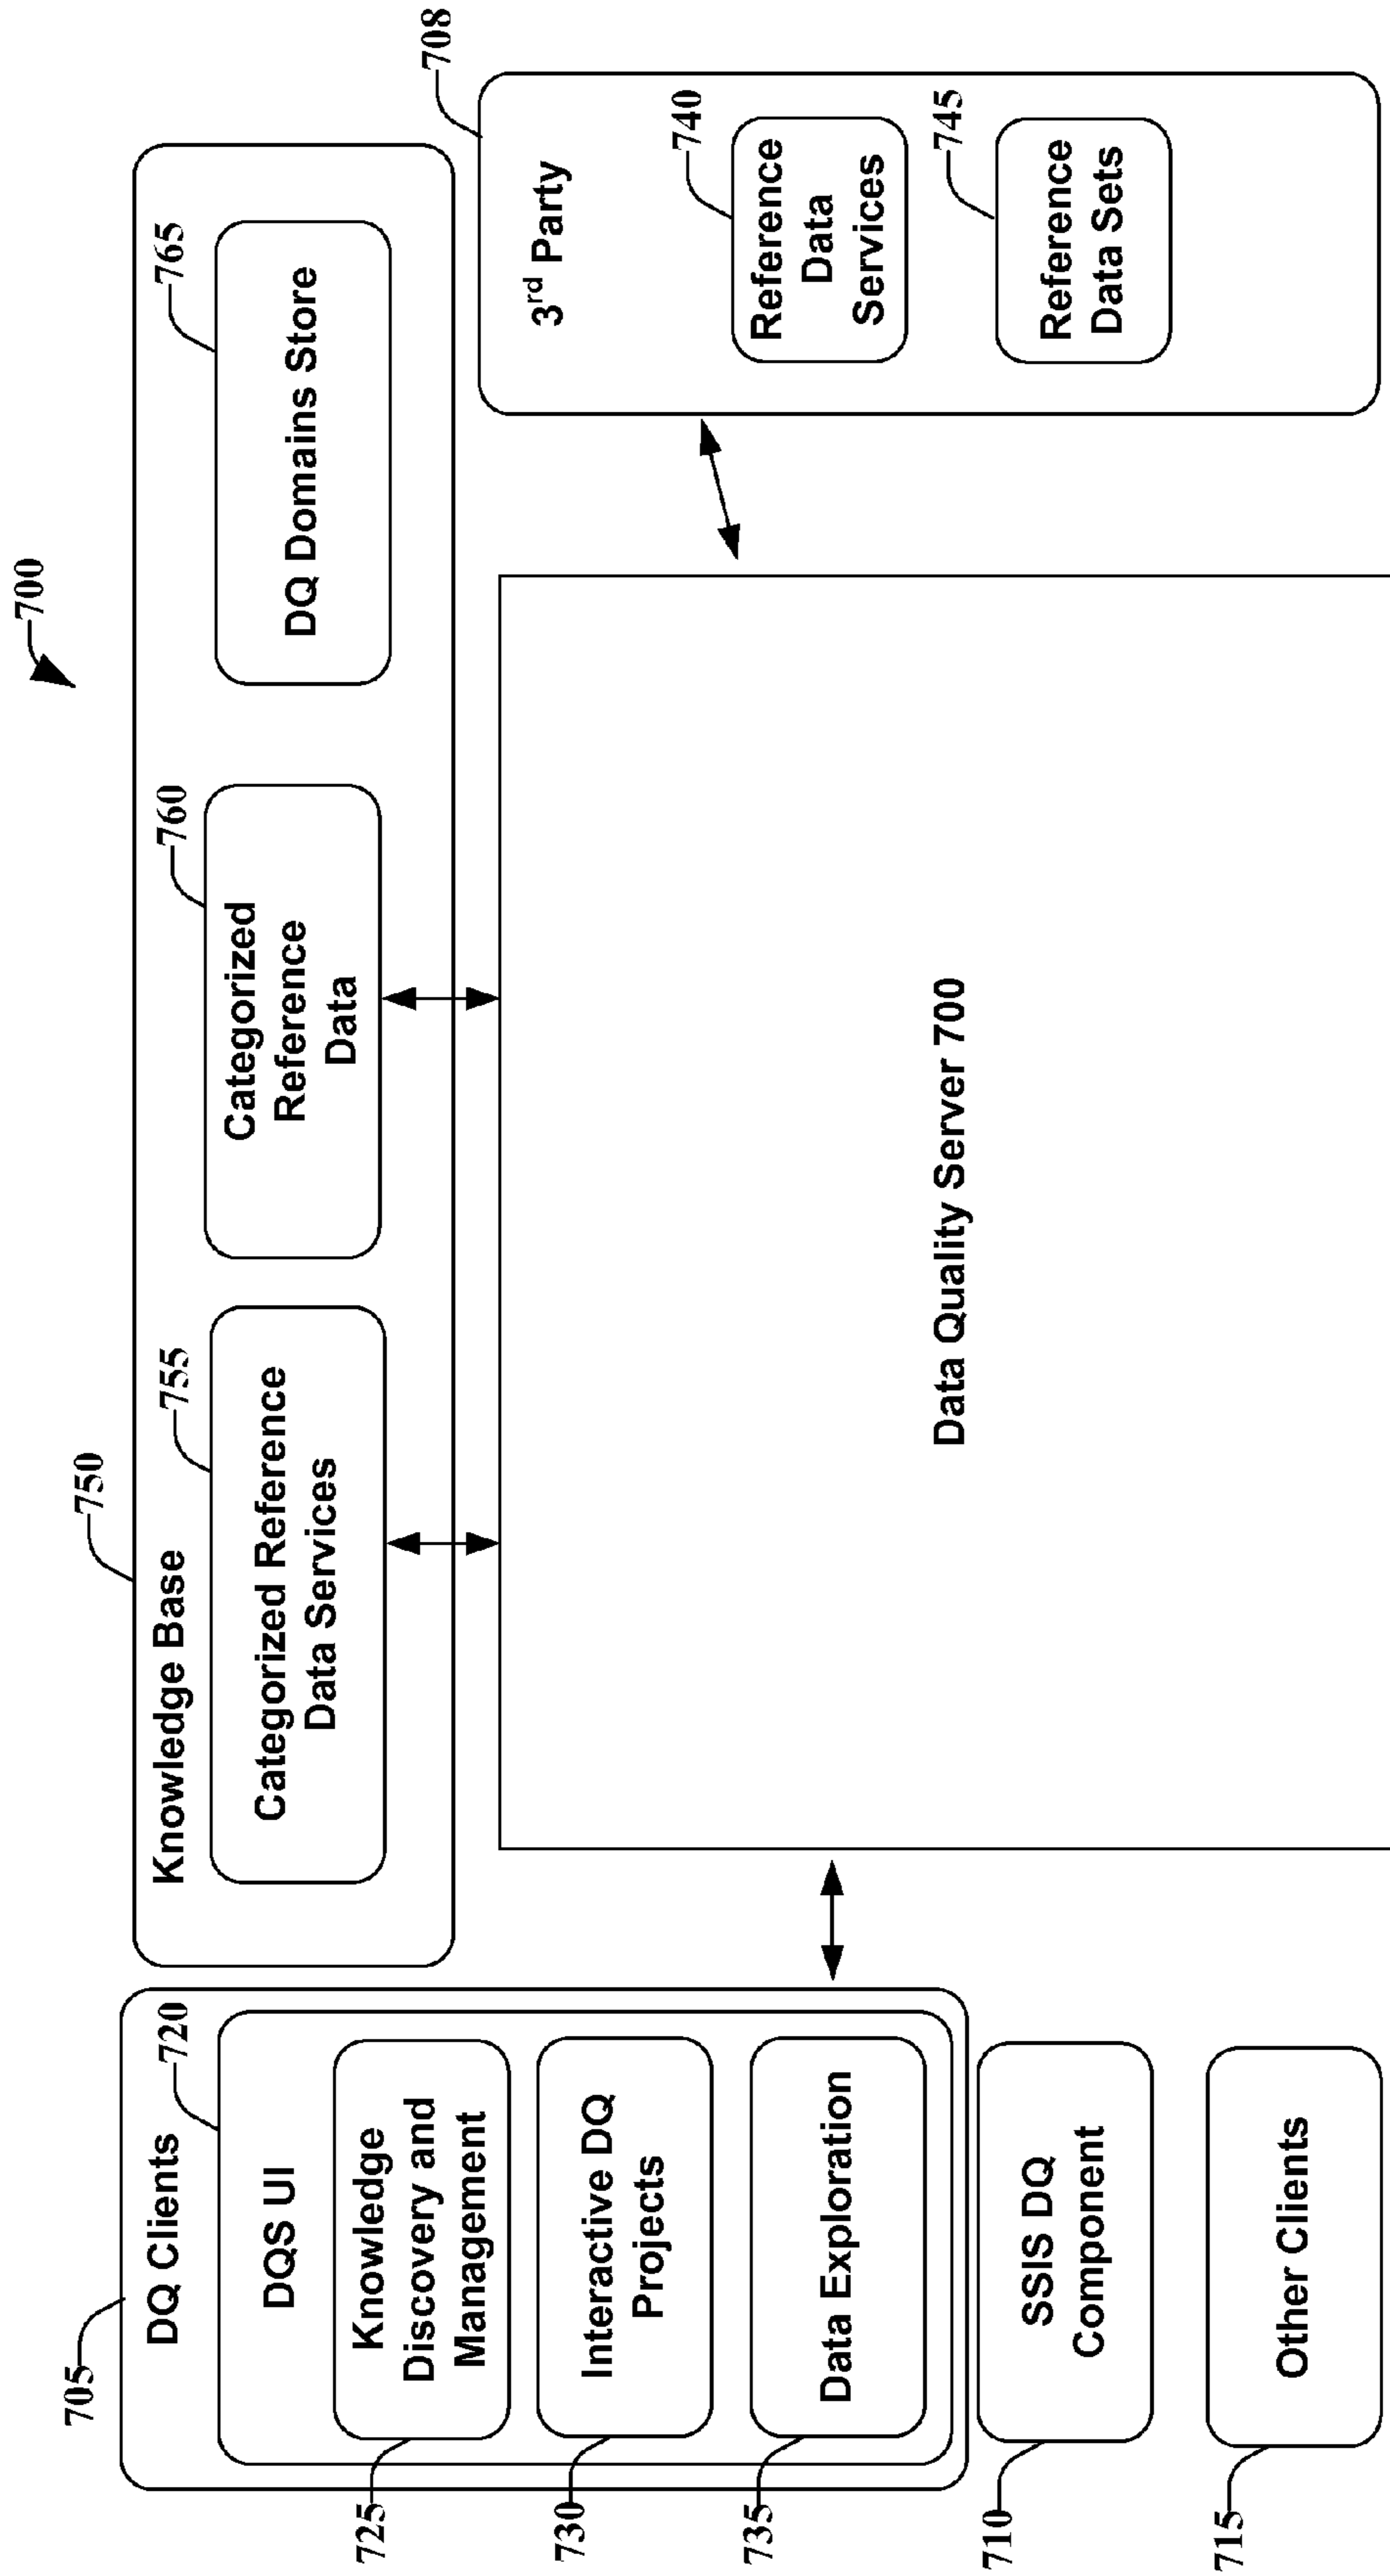 700
705
DQ Clients
720
DQS UI
725
Knowledge
Discovery and
Management
730
Interactive DQ
Projects
735
Data Exploration
710
SSIS DQ
Component
715
Other Clients
750
Knowledge Base
755
Categorized Reference
Data Services
760
Categorized
Reference
Data
765
DQ Domains Store
Data Quality Server 700
708
3rd Party
740
Reference
Data
Services
745
Reference
Data Sets